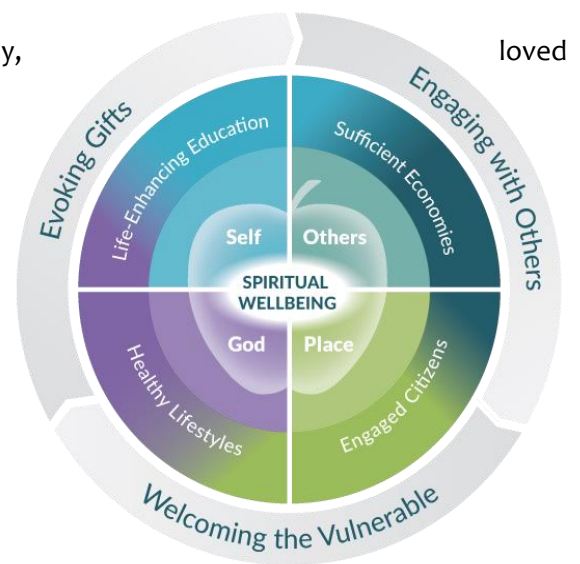 y,
loved
Evoking Gifts
Engaging with Others
Life-Enhancing Education
Sufficient Economies
Self
Others
SPIRITUAL
WELLBEING
God
Place
Healthy Lifestyles
Engaged Citizens
Welcoming the Vulnerable